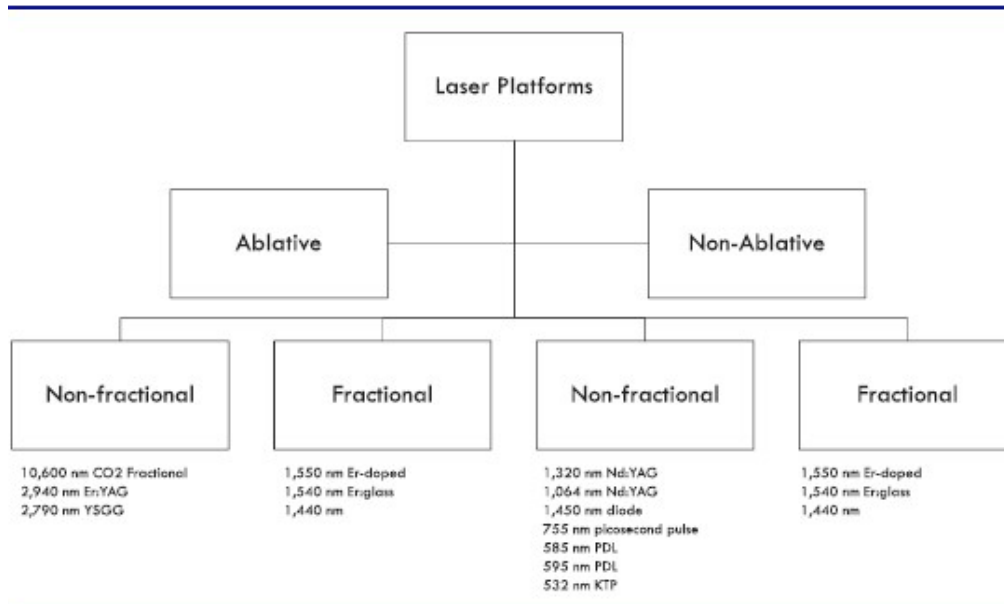 Laser Platforms
Ablative
Non-Ablative
Non-fractional
10,600 nm CO2 Fractional
2,940 nm Er:YAG
2,790 nm YSGG
Fractional
1,550 nm Er-doped
1,540 nm Er:glass
1,440 nm
Non-fractional
1,320 nm Nd:YAG
1,064 nm Nd:YAG
1,450 nm diode
755 nm picosecond pulse
585 nm PDL
595 nm PDL
532 nm KTP
Fractional
1,550 nm Er-doped
1,540 nm Er:glass
1,440 nm